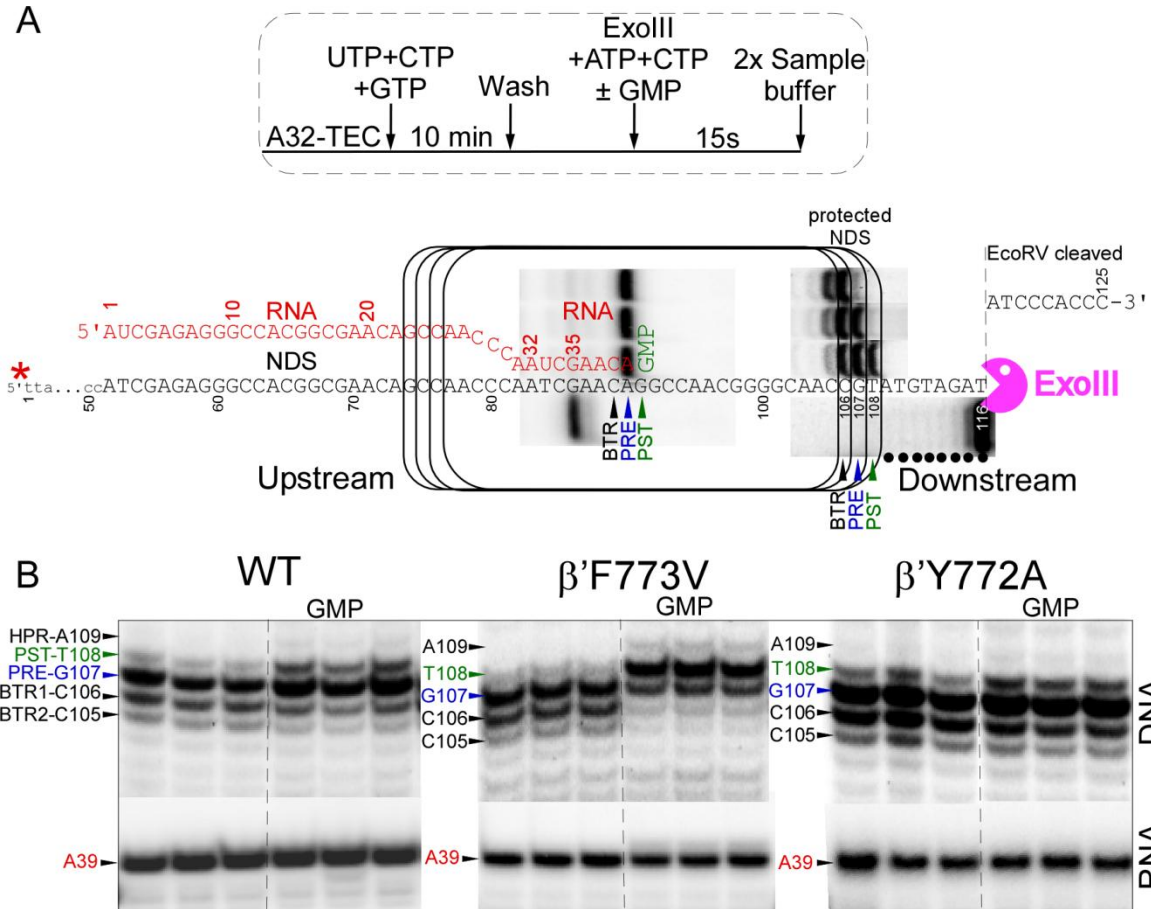 A
ExoIII
UTP+CTP +ATP+CTP 2x Sample
+GTP Wash ± GMP buffer
A32-TEC 10 min 15s
protected
NDS
EcoRV cleaved
125
ATCCCACCC-3'
1 10 20
RNA
5'AUCGAGAGGGCCACGGCGAACAGCCAACCC
32 35
RNA
AAUCGAACA
GMP
NDS
*
5'tta...ccATCGAGAGGGCCACGGCGAACAGCCAACCCAATCGAACAGGCCAACGGGGCAACCGTATGTAGAT
ExoIII
1 50 60 70 80 90 100 106 107 108 116
BTR PRE PST
Upstream
Downstream
BTR PRE PST
B
WT β'F773V β'Y772A
GMP GMP GMP
HPR-A109
PST-T108
PRE-G107
BTR1-C106
BTR2-C105
A39
A109
T108
G107
C106
C105
A39
A109
T108
G107
C106
C105
A39
DNA
RNA